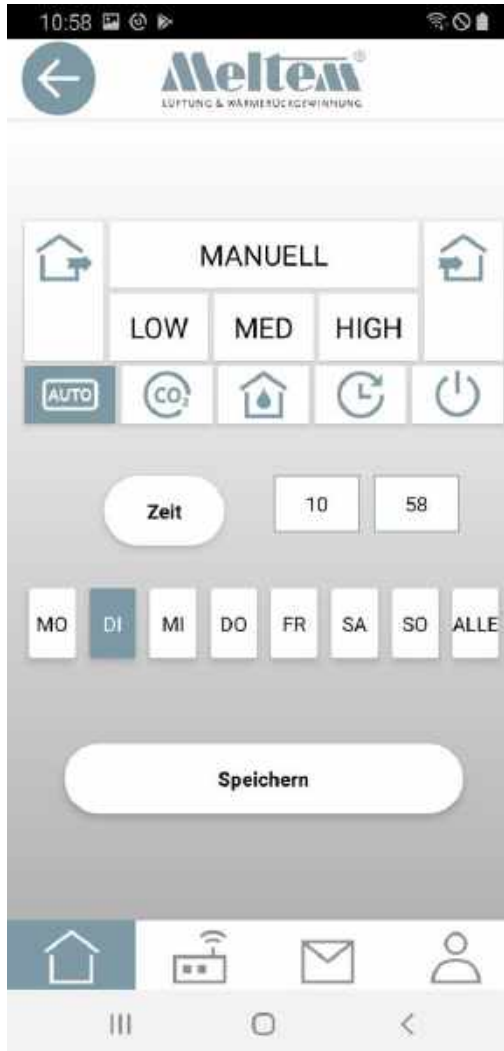 10:58
Meltem®
LÜFTUNG & WÄRMERÜCKGEWINNUNG
MANUELL
LOW MED HIGH
AUTO CO₂
Zeit 10 58
MO DI MI DO FR SA SO ALLE
Speichern